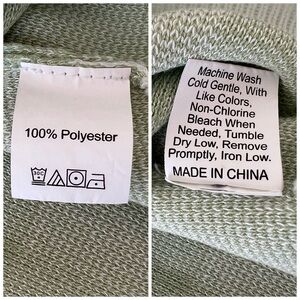 100% Polyester
Machine Wash
Cold Gentle, With
Like Colors,
Non-Chlorine
Bleach When
Needed, Tumble
Dry Low, Remove
Promptly, Iron Low.
MADE IN CHINA